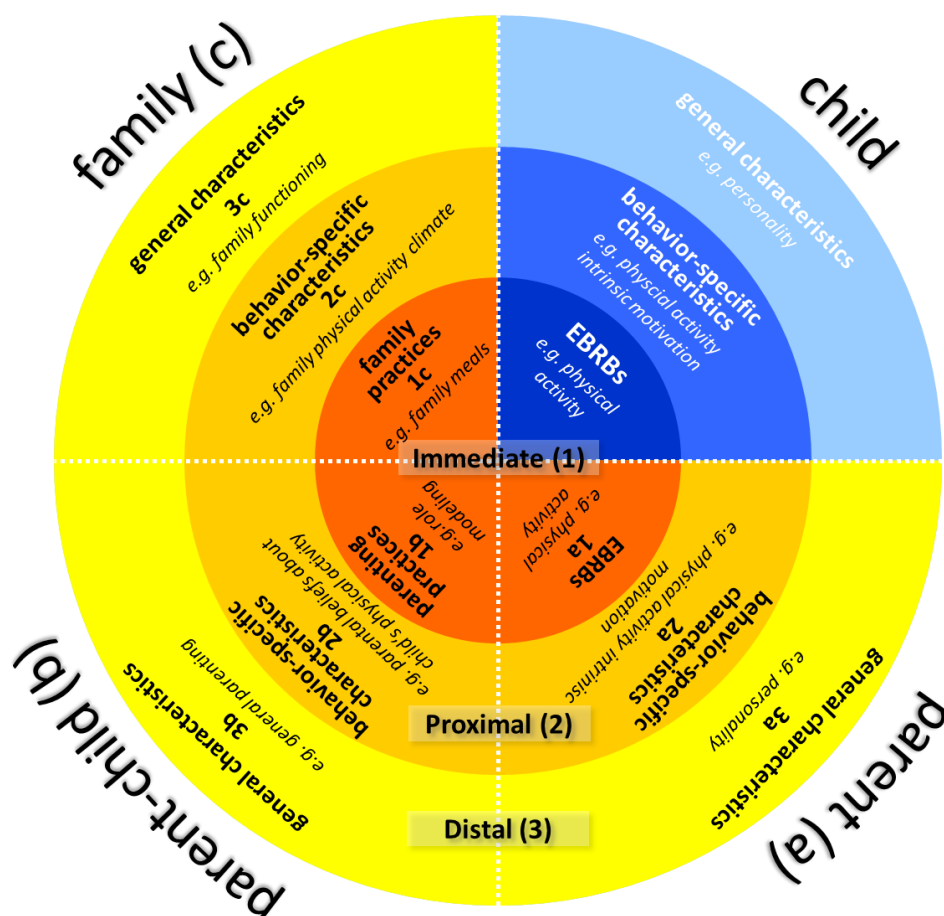 family (c)
general characteristics
3c
e.g. family functioning
behavior-specific
characteristics
2c
e.g. family physical activity climate
family
practices
1c
e.g. family meals
child
general characteristics
e.g. personality
behavior-specific
characteristics
e.g. physcial activity
intrinsic motivation
EBRBs
e.g. physical
activity
Immediate (1)
parent-child (b)
parenting
practices
1b
e.g.role
modeling
behavior-specific
characteristics
2b
e.g. parental beliefs about
child's physical activity
general characteristics
3b
e.g. general parenting
parent (a)
EBRBs
1a
e.g. physical
activity
behavior-specific
characteristics
2a
e.g. physical activity intrinisc
motivation
general characteristics
3a
e.g. personality
Proximal (2)
Distal (3)